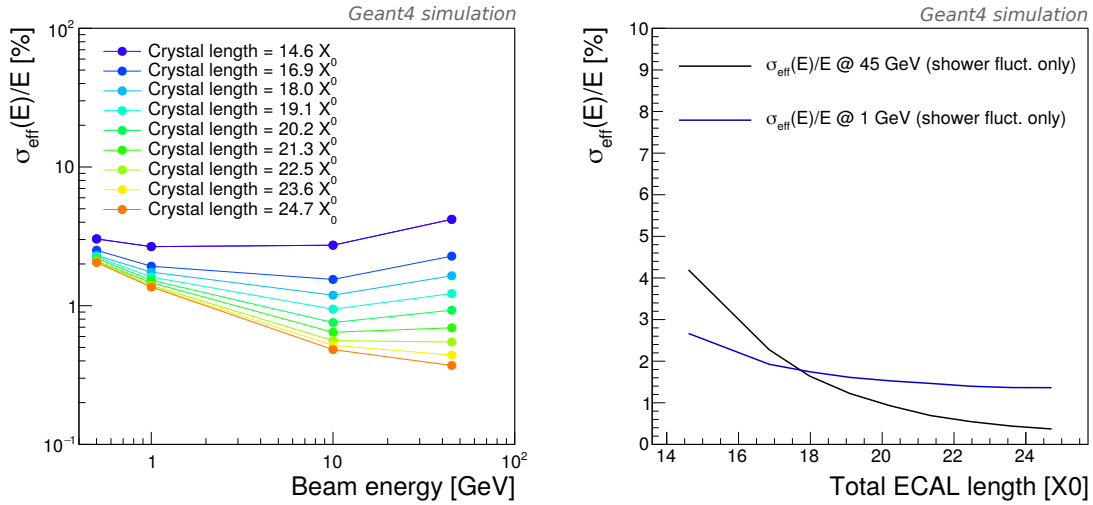 Geant4 simulation
σeff(E)/E [%]
10²
10
1
10⁻¹
Crystal length = 14.6 X0
Crystal length = 16.9 X0
Crystal length = 18.0 X0
Crystal length = 19.1 X0
Crystal length = 20.2 X0
Crystal length = 21.3 X0
Crystal length = 22.5 X0
Crystal length = 23.6 X0
Crystal length = 24.7 X0
1 10 10²
Beam energy [GeV]
Geant4 simulation
σeff(E)/E [%]
10
9
8
7
6
5
4
3
2
1
0
σeff(E)/E @ 45 GeV (shower fluct. only)
σeff(E)/E @ 1 GeV (shower fluct. only)
14 16 18 20 22 24
Total ECAL length [X0]